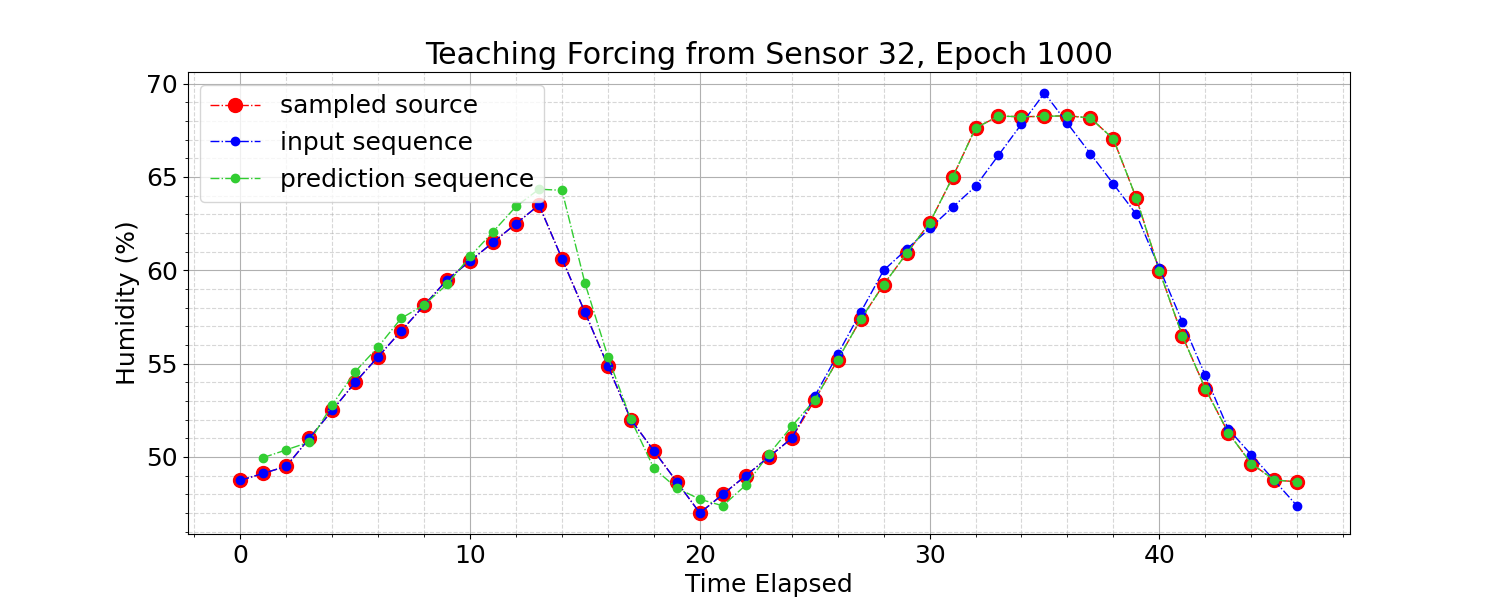 Teaching Forcing from Sensor 32, Epoch 1000
70
65
60
55
50
Humidity (%)
sampled source
input sequence
prediction sequence
0 10 20 30 40
Time Elapsed